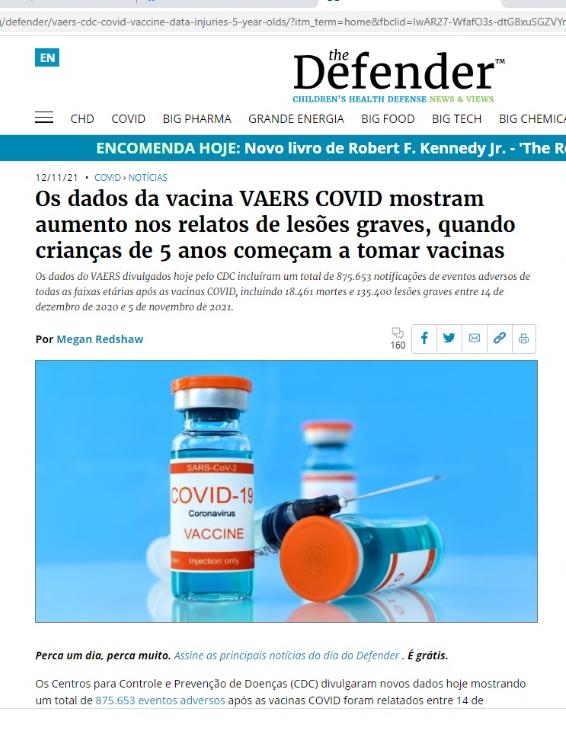 /defender/vaers-cdc-covid-vaccine-data-injuries-5-year-olds/?itm_term=home&fbclid=IwAR27-WfafO3s-dtGBxuSGZVYr
EN
the
Defender™
CHILDREN'S HEALTH DEFENSE NEWS & VIEWS
CHD COVID BIG PHARMA GRANDE ENERGIA BIG FOOD BIG TECH BIG CHEMICA
ENCOMENDA HOJE: Novo livro de Robert F. Kennedy Jr. - 'The R
12/11/21 • COVID › NOTÍCIAS
Os dados da vacina VAERS COVID mostram
aumento nos relatos de lesões graves, quando
crianças de 5 anos começam a tomar vacinas
Os dados do VAERS divulgados hoje pelo CDC incluíram um total de 875.653 notificações de eventos adversos de
todas as faixas etárias após as vacinas COVID, incluindo 18.461 mortes e 135.400 lesões graves entre 14 de
dezembro de 2020 e 5 de novembro de 2021.
Por Megan Redshaw
160
SARS-CoV-2
COVID-19
Coronavirus
VACCINE
Injection only
Perca um dia, perca muito. Assine as principais notícias do dia do Defender . É grátis.
Os Centros para Controle e Prevenção de Doenças (CDC) divulgaram novos dados hoje mostrando
um total de 875.653 eventos adversos após as vacinas COVID foram relatados entre 14 de